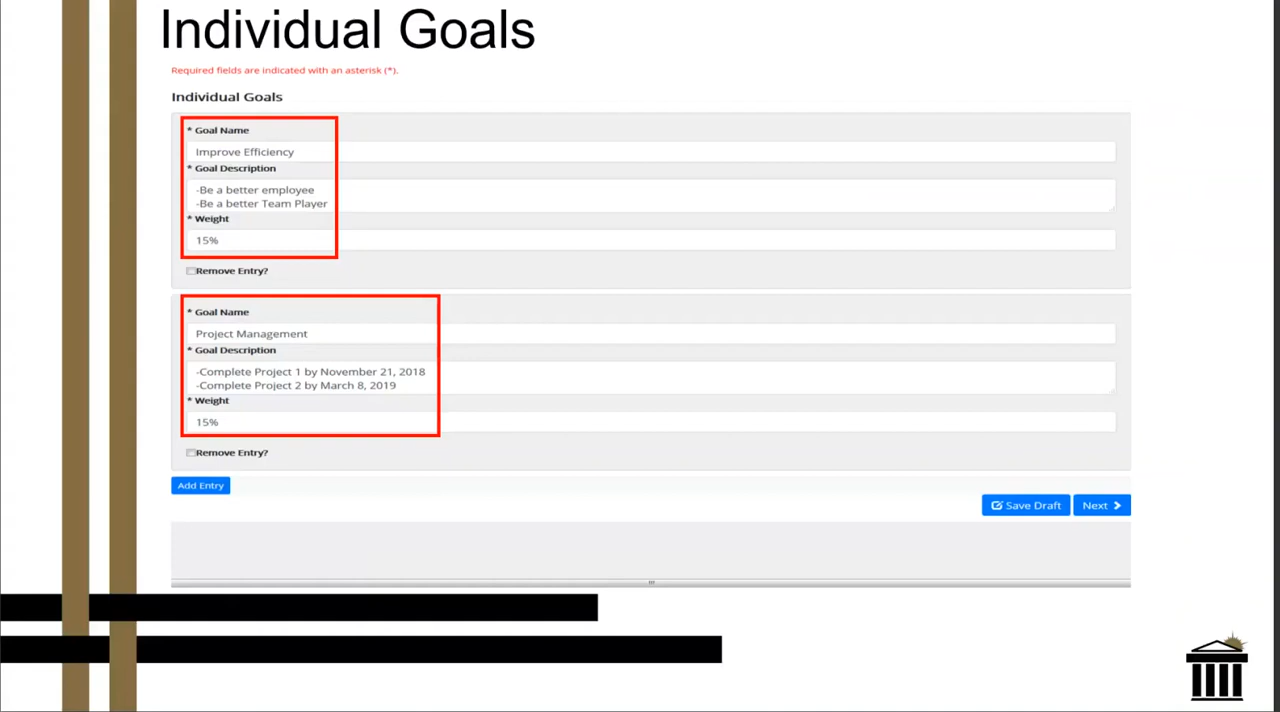 Individual Goals
Required fields are indicated with an asterisk (*).
Individual Goals
* Goal Name
Improve Efficiency
* Goal Description
-Be a better employee
-Be a better Team Player
* Weight
15%
Remove Entry?
* Goal Name
Project Management
* Goal Description
-Complete Project 1 by November 21, 2018
-Complete Project 2 by March 8, 2019
* Weight
15%
Remove Entry?
Add Entry
Save Draft
Next